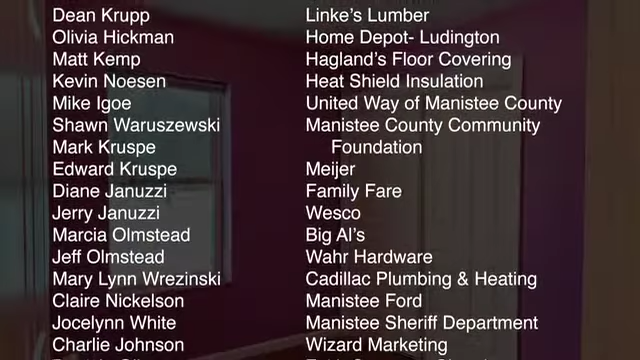 Dean Krupp
Olivia Hickman
Matt Kemp
Kevin Noesen
Mike Igoe
Shawn Waruszewski
Mark Kruspe
Edward Kruspe
Diane Januzzi
Jerry Januzzi
Marcia Olmstead
Jeff Olmstead
Mary Lynn Wrezinski
Claire Nickelson
Jocelynn White
Charlie Johnson
Linke's Lumber
Home Depot- Ludington
Hagland's Floor Covering
Heat Shield Insulation
United Way of Manistee County
Manistee County Community
Foundation
Meijer
Family Fare
Wesco
Big Al's
Wahr Hardware
Cadillac Plumbing & Heating
Manistee Ford
Manistee Sheriff Department
Wizard Marketing